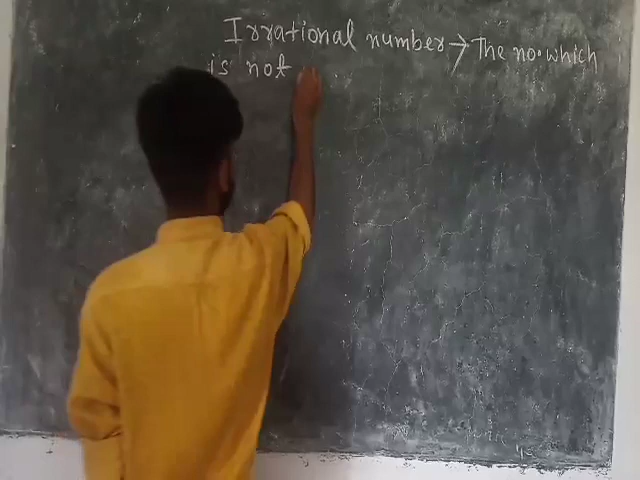 Irrational number → The no. which
is not